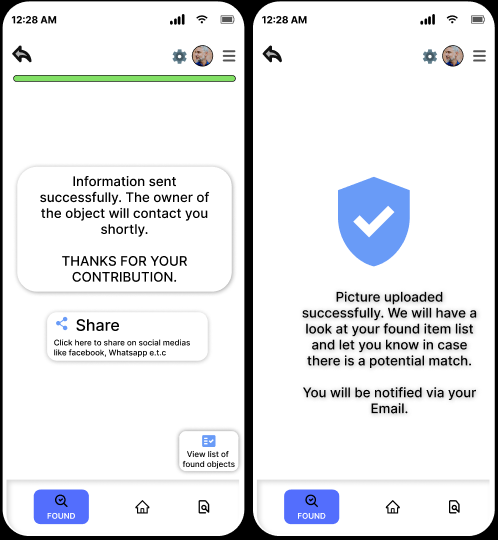 12:28 AM
Information sent
successfully. The owner of
the object will contact you
shortly.
THANKS FOR YOUR
CONTRIBUTION.
Share
Click here to share on social medias
like facebook, Whatsapp e.t.c
View list of
found objects
FOUND
12:28 AM
Picture uploaded
successfully. We will have a
look at your found item list
and let you know in case
there is a potential match.
You will be notified via your
Email.
FOUND